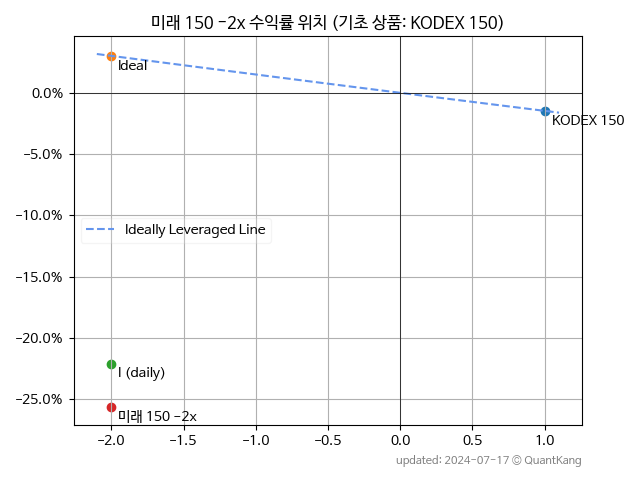 미래 150 −2x 수익률 위치 (기초 상품: KODEX 150)
Ideal
0.0%
KODEX 150
−5.0%
−10.0%
Ideally Leveraged Line
−15.0%
−20.0%
I (daily)
−25.0%
미래 150 −2x
−2.0 −1.5 −1.0 −0.5 0.0 0.5 1.0
updated: 2024-07-17 © QuantKang